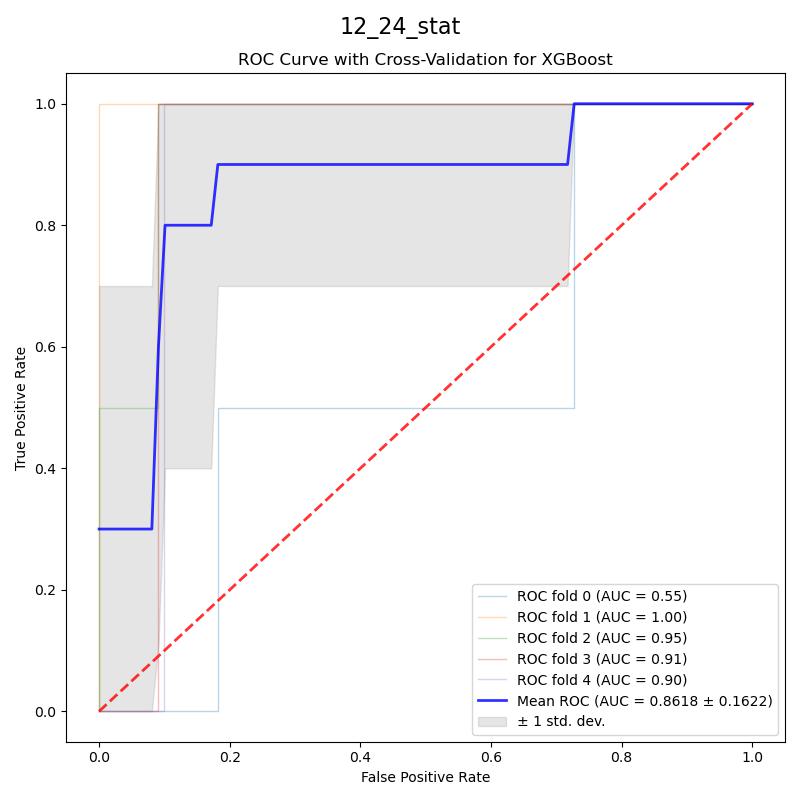 12_24_stat
ROC Curve with Cross-Validation for XGBoost
True Positive Rate
1.0
0.8
0.6
0.4
0.2
0.0
0.0 0.2 0.4 0.6 0.8 1.0
False Positive Rate
ROC fold 0 (AUC = 0.55)
ROC fold 1 (AUC = 1.00)
ROC fold 2 (AUC = 0.95)
ROC fold 3 (AUC = 0.91)
ROC fold 4 (AUC = 0.90)
Mean ROC (AUC = 0.8618 ± 0.1622)
± 1 std. dev.